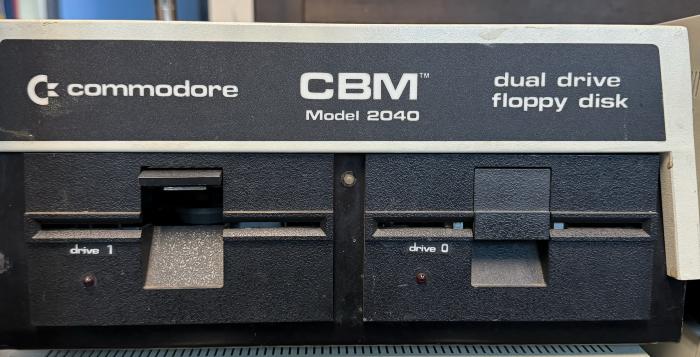 commodore
CBM™
Model 2040
dual drive
floppy disk
drive 1
drive 0